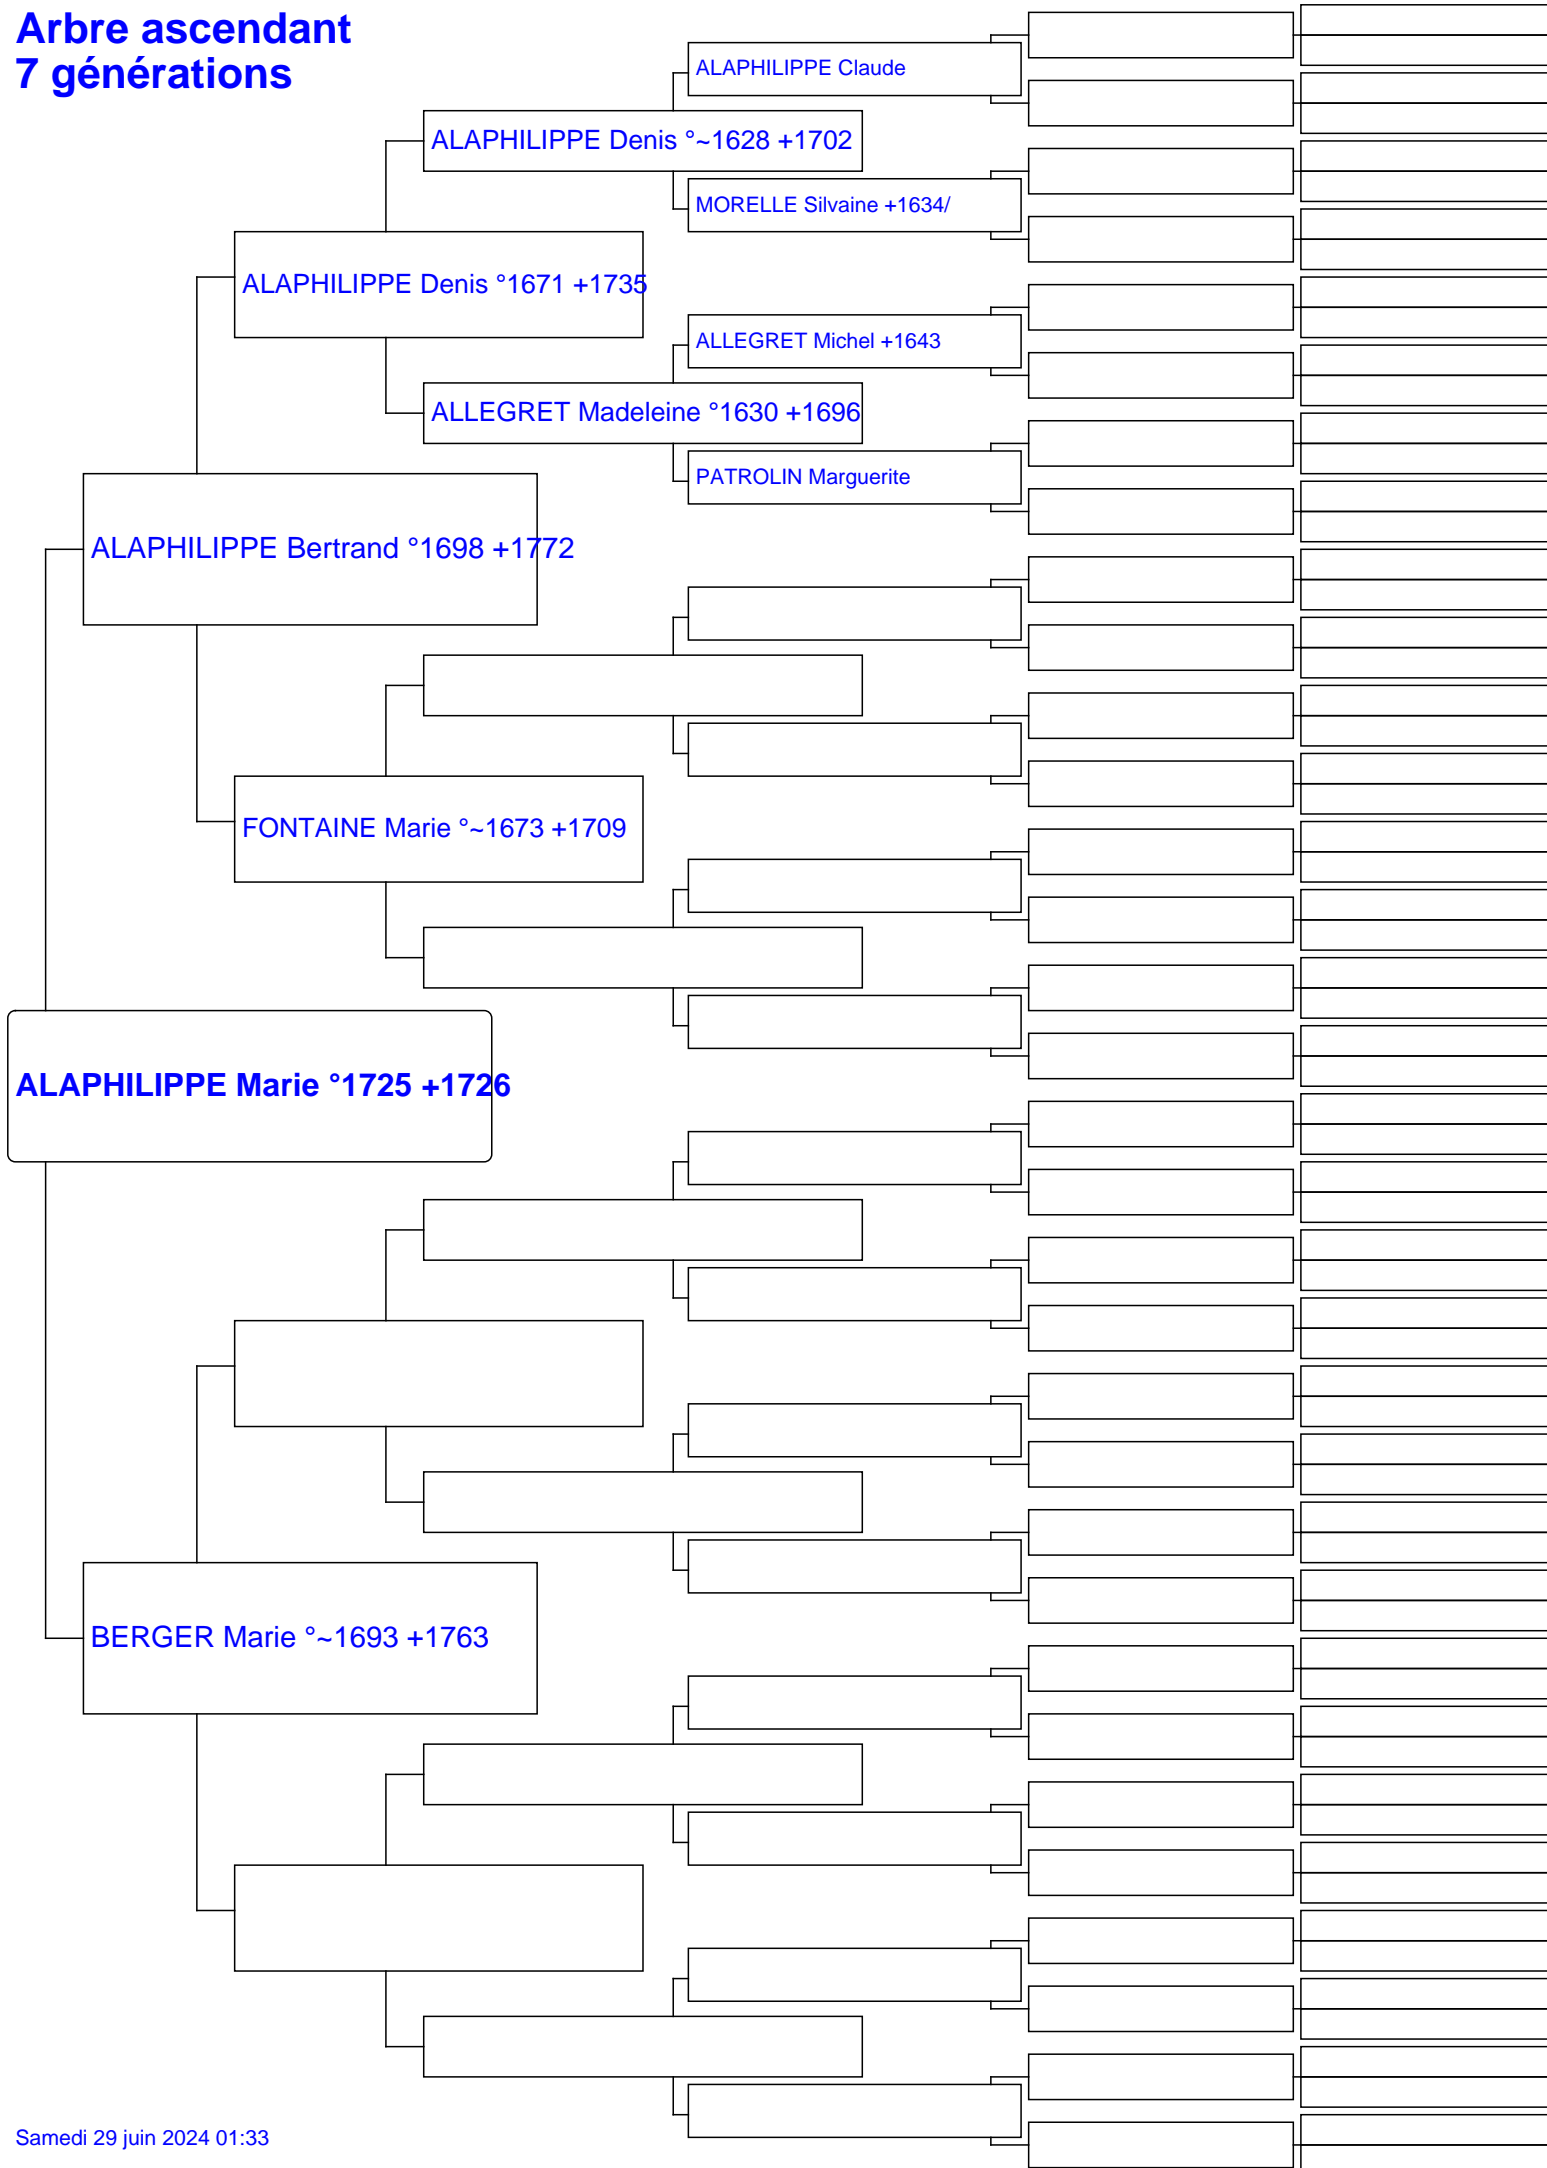 Arbre ascendant
7 générations
ALAPHILIPPE Claude
ALAPHILIPPE Denis °~1628 +1702
MORELLE Silvaine +1634/
ALAPHILIPPE Denis °1671 +1735
ALLEGRET Michel +1643
ALLEGRET Madeleine °1630 +1696
PATROLIN Marguerite
ALAPHILIPPE Bertrand °1698 +1772
FONTAINE Marie °~1673 +1709
ALAPHILIPPE Marie °1725 +1726
BERGER Marie °~1693 +1763
Samedi 29 juin 2024 01:33